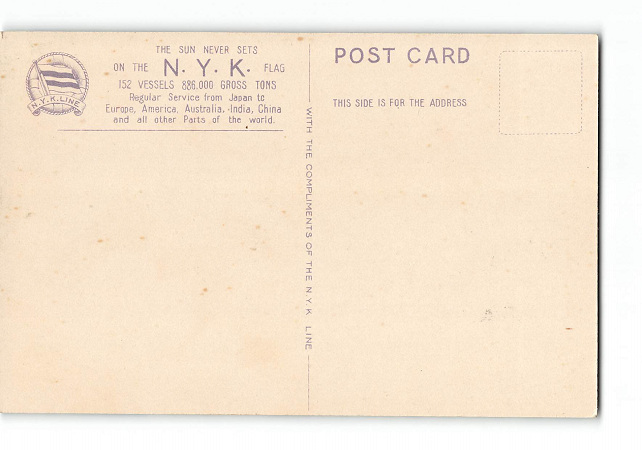 THE SUN NEVER SETS
ON THE N. Y. K. FLAG
152 VESSELS 886,000 GROSS TONS
Regular Service from Japan to
Europe, America, Australia, India, China
and all other Parts of the world.
N.Y.K.LINE
WITH THE COMPLIMENTS OF THE N.Y.K. LINE
POST CARD
THIS SIDE IS FOR THE ADDRESS